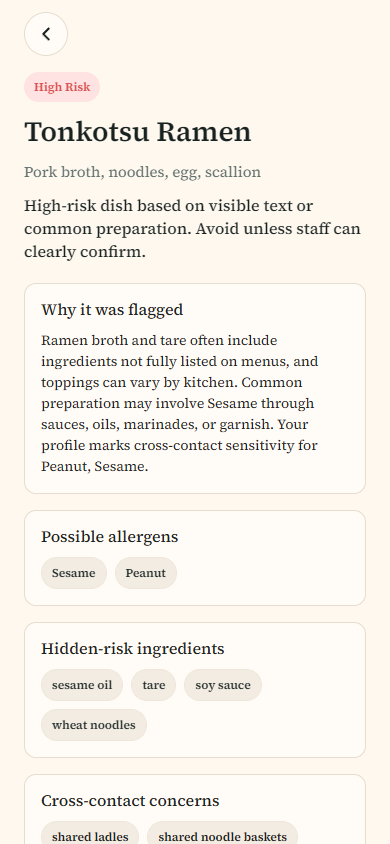 High Risk
Tonkotsu Ramen
Pork broth, noodles, egg, scallion
High-risk dish based on visible text or
common preparation. Avoid unless staff can
clearly confirm.
Why it was flagged
Ramen broth and tare often include
ingredients not fully listed on menus, and
toppings can vary by kitchen. Common
preparation may involve Sesame through
sauces, oils, marinades, or garnish. Your
profile marks cross-contact sensitivity for
Peanut, Sesame.
Possible allergens
Sesame Peanut
Hidden-risk ingredients
sesame oil tare soy sauce
wheat noodles
Cross-contact concerns
shared ladles shared noodle baskets